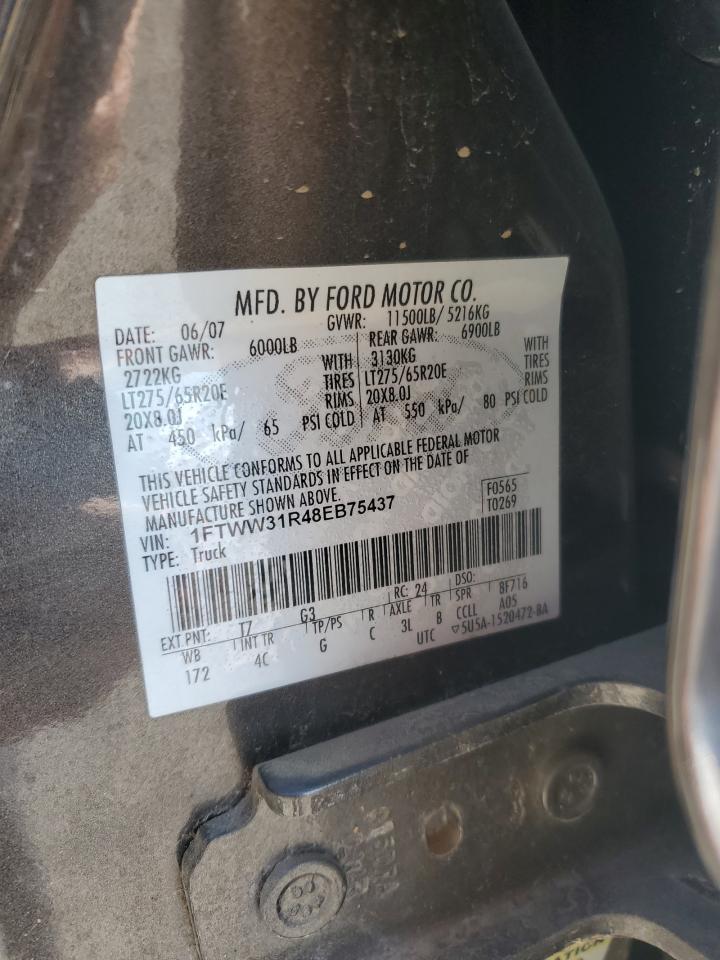 MFD. BY FORD MOTOR CO.
DATE: 06/07 GVWR: 11500LB/ 5216KG
FRONT GAWR: 6000LB REAR GAWR: 6900LB
2722KG WITH 3130KG WITH
LT275/65R20E TIRES LT275/65R20E TIRES
20X8.0J RIMS 20X8.0J RIMS
AT 450 kPa/ 65 PSI COLD AT 550 kPa/ 80 PSI COLD
THIS VEHICLE CONFORMS TO ALL APPLICABLE FEDERAL MOTOR
VEHICLE SAFETY STANDARDS IN EFFECT ON THE DATE OF
MANUFACTURE SHOWN ABOVE.
VIN: 1FTWW31R48EB75437 F0565
TYPE: Truck T0269
EXT PNT: T7 G3 RC: 24 DSO:
WB INT TR TP/PS R AXLE TR SPR 8F716
172 4C G C 3L B CCLL A05
UTC ▽5U5A-1520472-BA